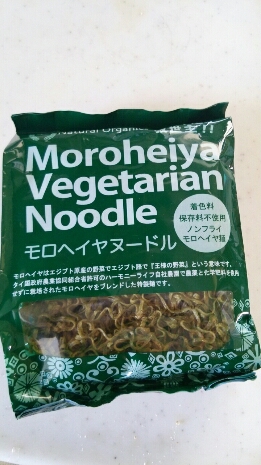 Natural Organic
Moroheiya
Vegetarian
Noodle
着色料
保存料不使用
ノンフライ
モロヘイヤ麺
モロヘイヤヌードル
モロヘイヤはエジプト原産の野菜でエジプト語で『王様の野菜』という意味です。
タイ国政府農業協同組合省許可のハーモニーライフ自社農園で農薬と化学肥料を使用
せずに栽培されたモロヘイヤをブレンドした特製麺です。